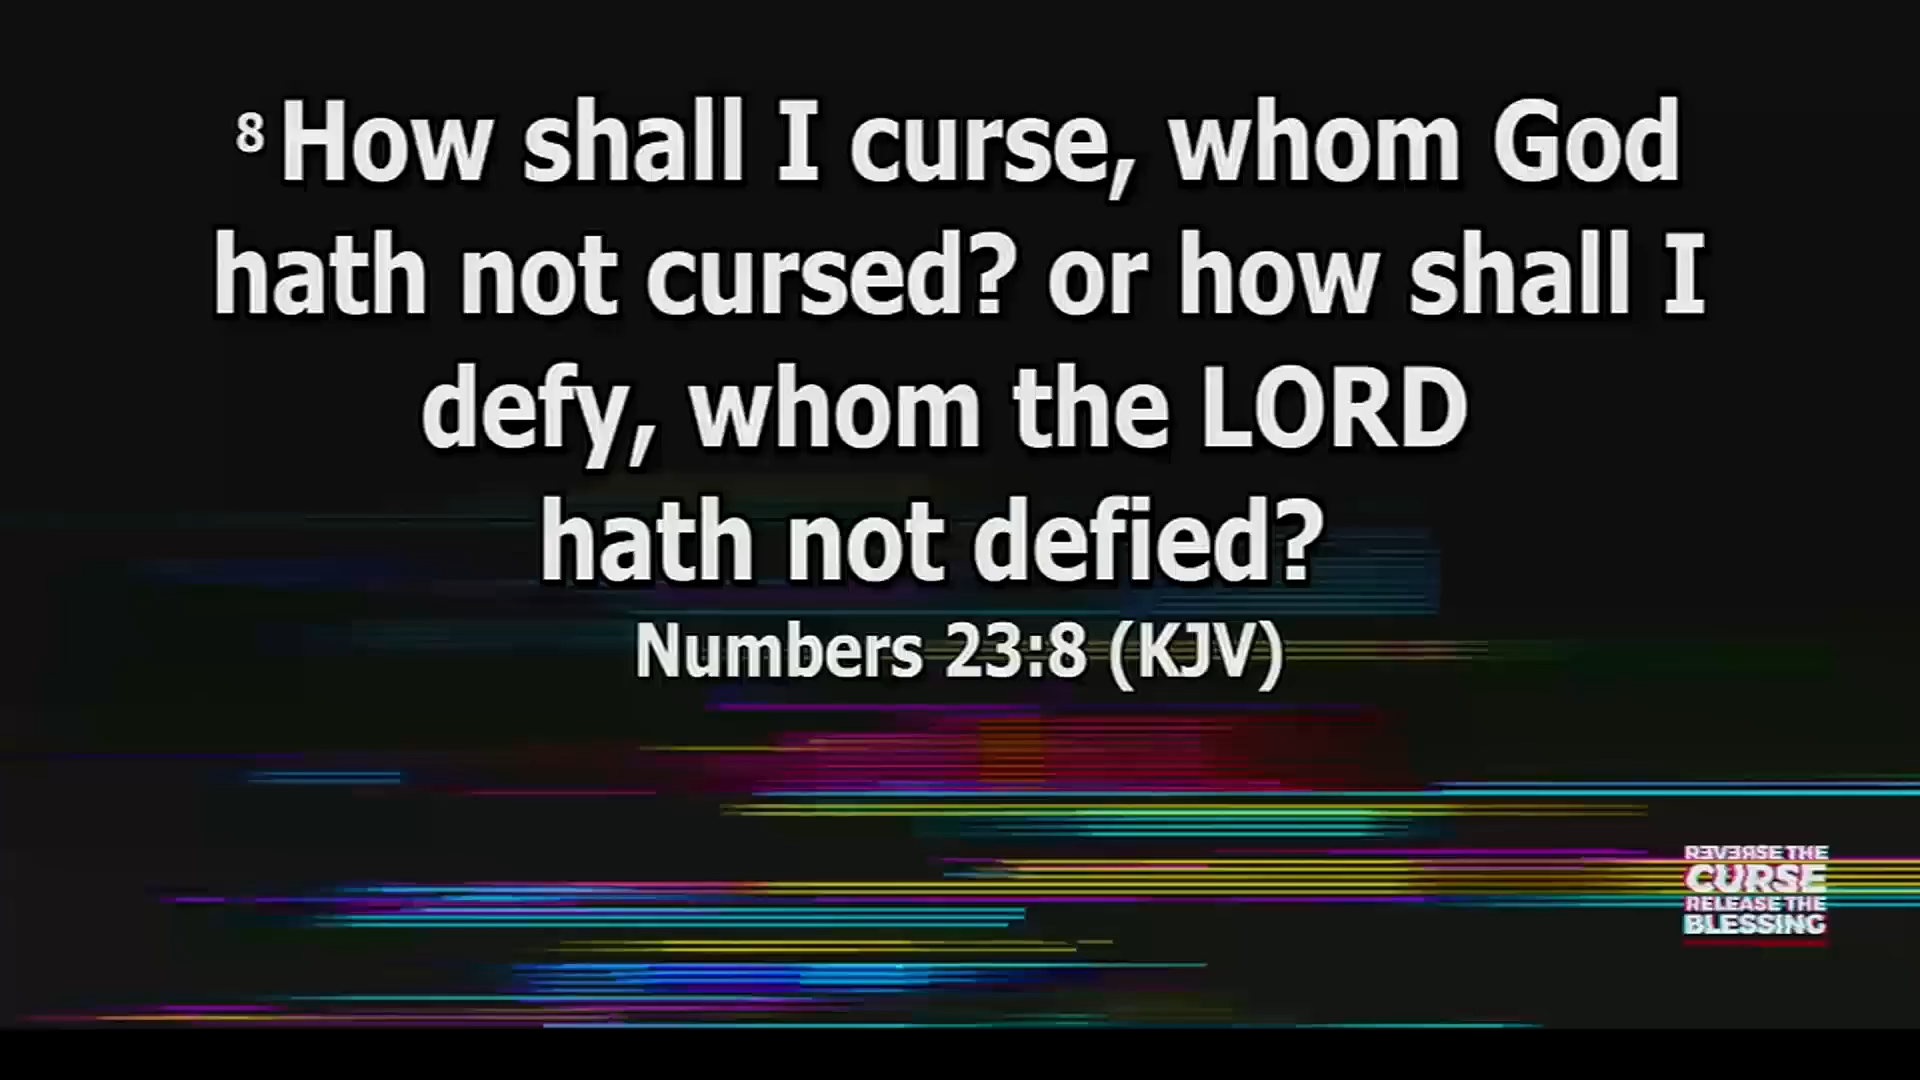 8 How shall I curse, whom God
hath not cursed? or how shall I
defy, whom the LORD
hath not defied?
Numbers 23:8 (KJV)
REVERSE THE
CURSE
RELEASE THE
BLESSING